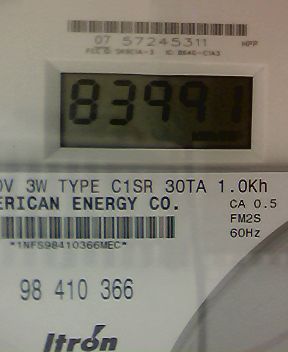 07 57245311 MPP
83991
0V 3W TYPE C1SR 30TA 1.0Kh
ERICAN ENERGY CO. CA 0.5
FM2S
*1NFS98410366MEC* 60Hz
98 410 366
Itron